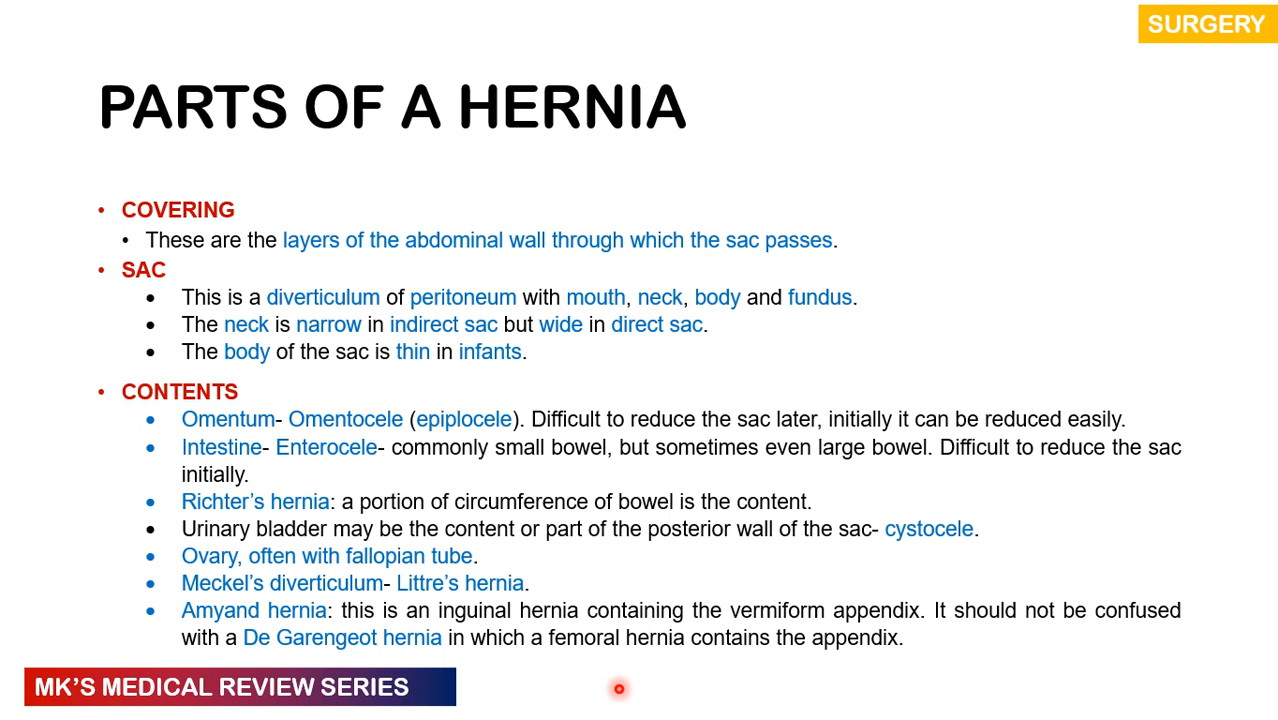 SURGERY
PARTS OF A HERNIA
• COVERING
• These are the layers of the abdominal wall through which the sac passes.
• SAC
• This is a diverticulum of peritoneum with mouth, neck, body and fundus.
• The neck is narrow in indirect sac but wide in direct sac.
• The body of the sac is thin in infants.
• CONTENTS
• Omentum- Omentocele (epiplocele). Difficult to reduce the sac later, initially it can be reduced easily.
• Intestine- Enterocele- commonly small bowel, but sometimes even large bowel. Difficult to reduce the sac
initially.
• Richter’s hernia: a portion of circumference of bowel is the content.
• Urinary bladder may be the content or part of the posterior wall of the sac- cystocele.
• Ovary, often with fallopian tube.
• Meckel’s diverticulum- Littre’s hernia.
• Amyand hernia: this is an inguinal hernia containing the vermiform appendix. It should not be confused
with a De Garengeot hernia in which a femoral hernia contains the appendix.
MK’S MEDICAL REVIEW SERIES